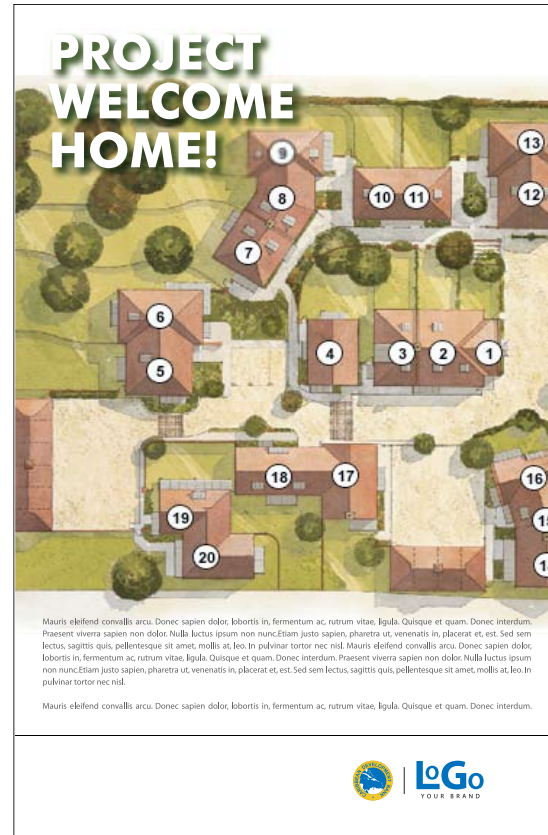 PROJECT
WELCOME
HOME!
9
13
8
10 11
12
7
6
4
3 2 1
5
18 17
16
19
20
Mauris eleifend convallis arcu. Donec sapien dolor, lobortis in, fermentum ac, rutrum vitae, ligula. Quisque et quam. Donec interdum.
Praesent viverra sapien non dolor. Nulla luctus ipsum non nunc.Etiam justo sapien, pharetra ut, venenatis in, placerat et, est. Sed sem
lectus, sagittis quis, pellentesque sit amet, mollis at, leo. In pulvinar tortor nec nisl. Mauris eleifend convallis arcu. Donec sapien dolor,
lobortis in, fermentum ac, rutrum vitae, ligula. Quisque et quam. Donec interdum. Praesent viverra sapien non dolor. Nulla luctus ipsum
non nunc.Etiam justo sapien, pharetra ut, venenatis in, placerat et, est. Sed sem lectus, sagittis quis, pellentesque sit amet, mollis at, leo. In
pulvinar tortor nec nisl.
Mauris eleifend convallis arcu. Donec sapien dolor, lobortis in, fermentum ac, rutrum vitae, ligula. Quisque et quam. Donec interdum.
CARIBBEAN DEVELOPMENT BANK
LoGo
YOUR BRAND